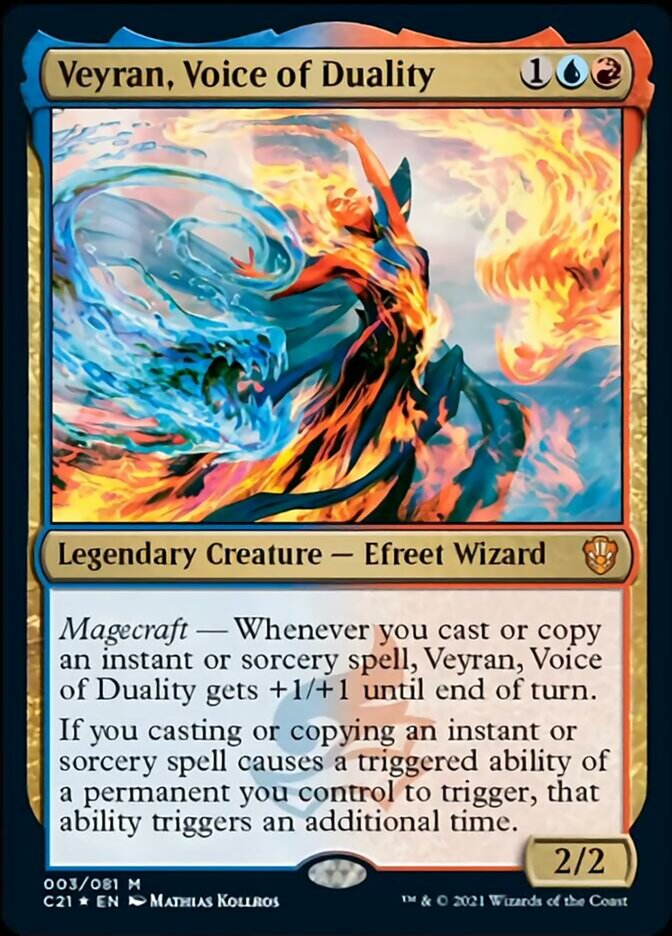 Veyran, Voice of Duality 1
Legendary Creature — Efreet Wizard
Magecraft — Whenever you cast or copy
an instant or sorcery spell, Veyran, Voice
of Duality gets +1/+1 until end of turn.
If you casting or copying an instant or
sorcery spell causes a triggered ability of
a permanent you control to trigger, that
ability triggers an additional time.
2/2
003/081 M
C21 ★ EN Mathias Kollros
™ & © 2021 Wizards of the Coast